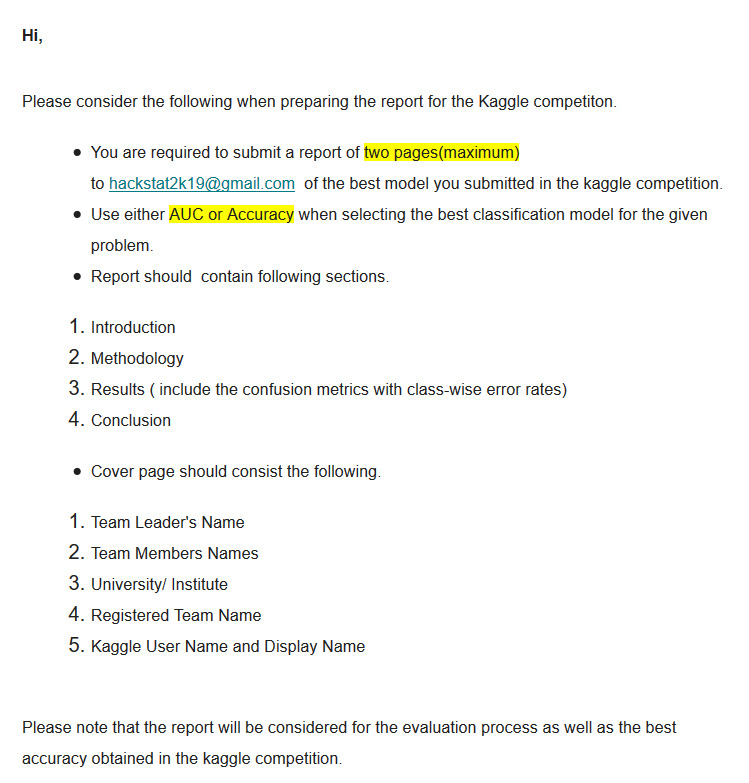 Hi,
Please consider the following when preparing the report for the Kaggle competiton.
• You are required to submit a report of two pages(maximum)
to hackstat2k19@gmail.com of the best model you submitted in the kaggle competition.
• Use either AUC or Accuracy when selecting the best classification model for the given
problem.
• Report should contain following sections.
1. Introduction
2. Methodology
3. Results ( include the confusion metrics with class-wise error rates)
4. Conclusion
• Cover page should consist the following.
1. Team Leader's Name
2. Team Members Names
3. University/ Institute
4. Registered Team Name
5. Kaggle User Name and Display Name
Please note that the report will be considered for the evaluation process as well as the best
accuracy obtained in the kaggle competition.